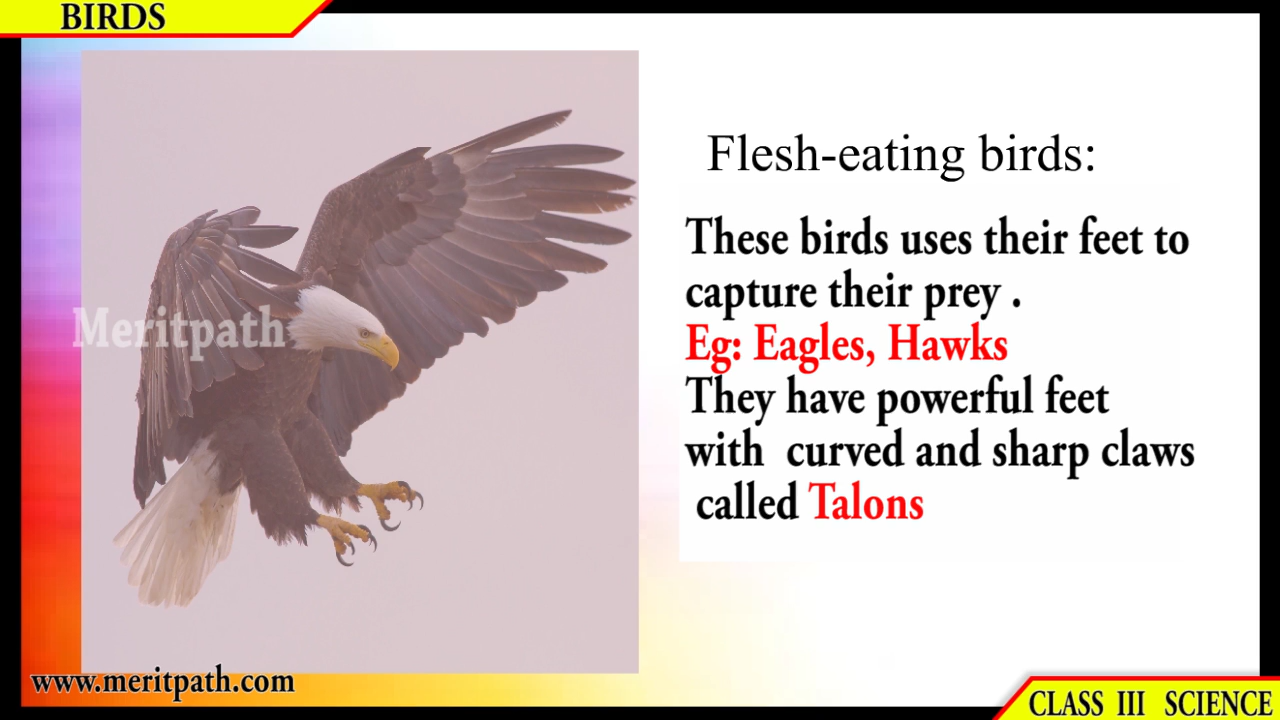 BIRDS
Flesh-eating birds:
These birds uses their feet to
capture their prey .
Eg: Eagles, Hawks
They have powerful feet
with curved and sharp claws
called Talons
Meritpath
www.meritpath.com
CLASS III SCIENCE